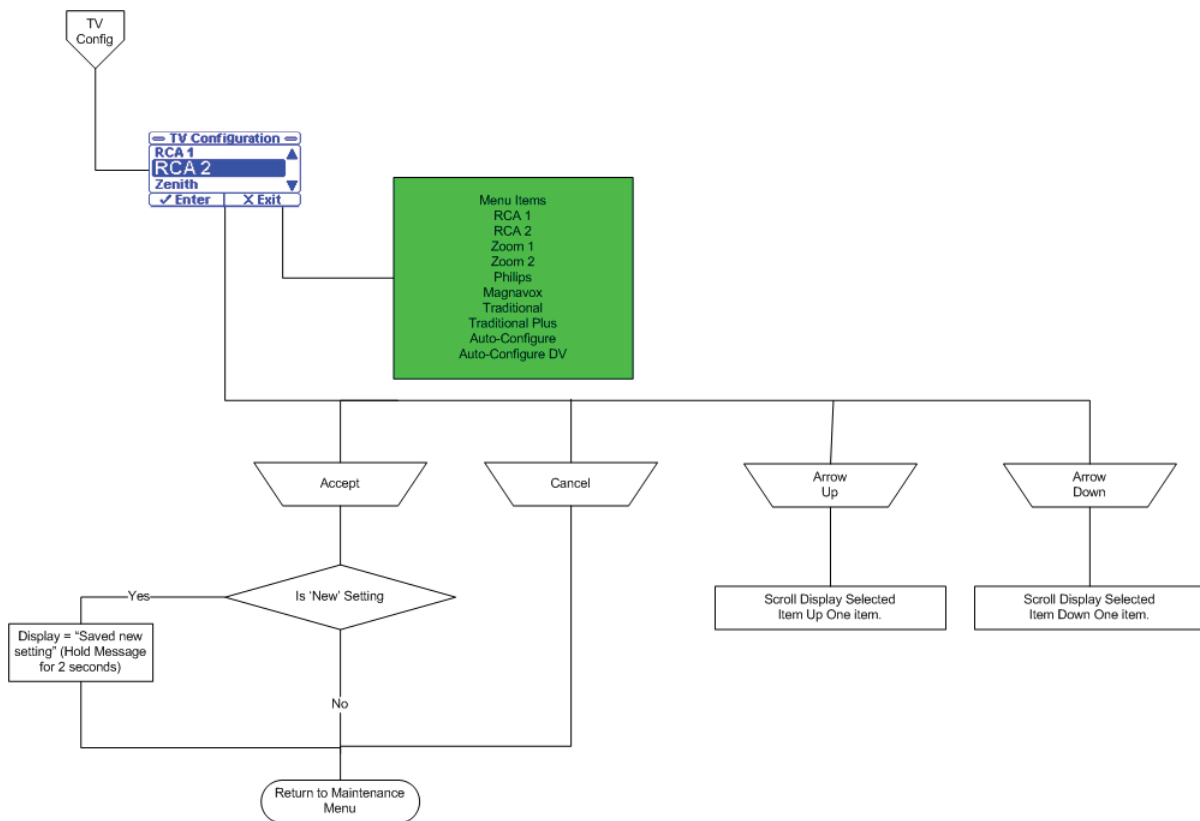 TV
Config
TV Configuration
RCA 1
RCA 2
Zenith
✓ Enter X Exit
Menu Items
RCA 1
RCA 2
Zoom 1
Zoom 2
Philips
Magnavox
Traditional
Traditional Plus
Auto-Configure
Auto-Configure DV
Accept
Cancel
Arrow
Up
Arrow
Down
Is ‘New’ Setting
Yes
No
Display = “Saved new
setting” (Hold Message
for 2 seconds)
Scroll Display Selected
Item Up One item.
Scroll Display Selected
Item Down One item.
Return to Maintenance
Menu